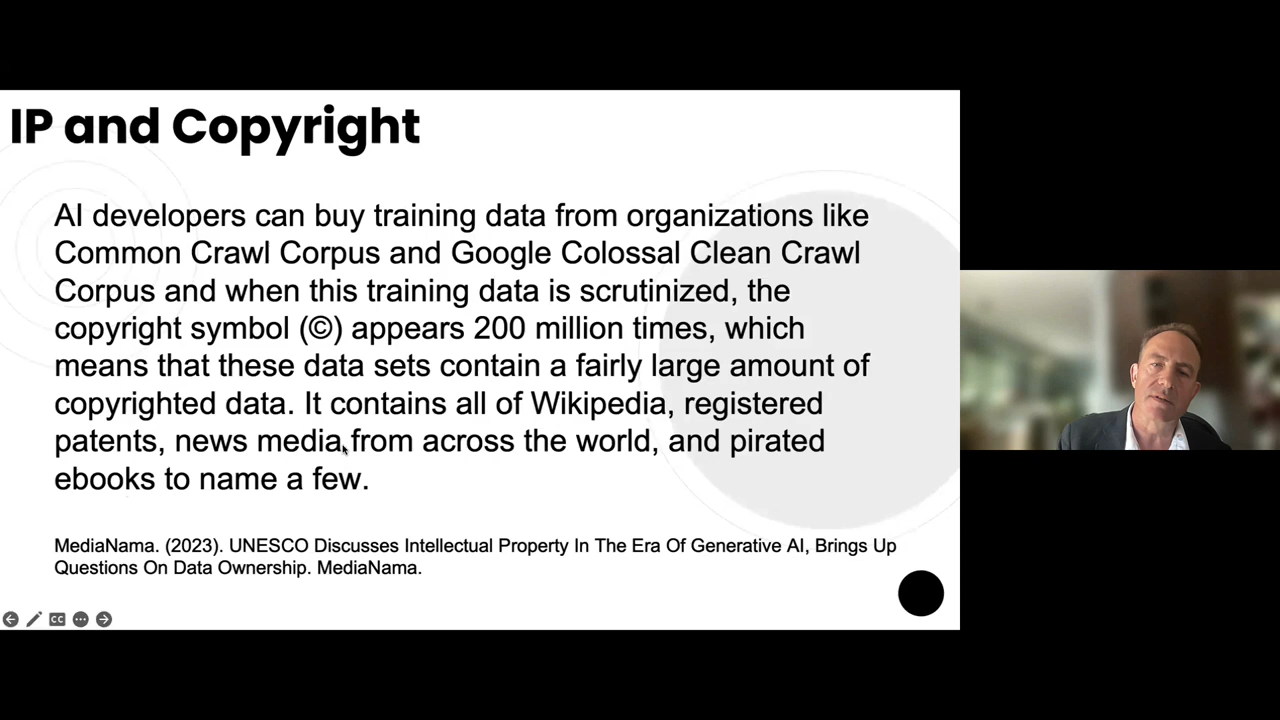 IP and Copyright
AI developers can buy training data from organizations like
Common Crawl Corpus and Google Colossal Clean Crawl
Corpus and when this training data is scrutinized, the
copyright symbol (©) appears 200 million times, which
means that these data sets contain a fairly large amount of
copyrighted data. It contains all of Wikipedia, registered
patents, news media from across the world, and pirated
ebooks to name a few.
MediaNama. (2023). UNESCO Discusses Intellectual Property In The Era Of Generative AI, Brings Up
Questions On Data Ownership. MediaNama.
CC